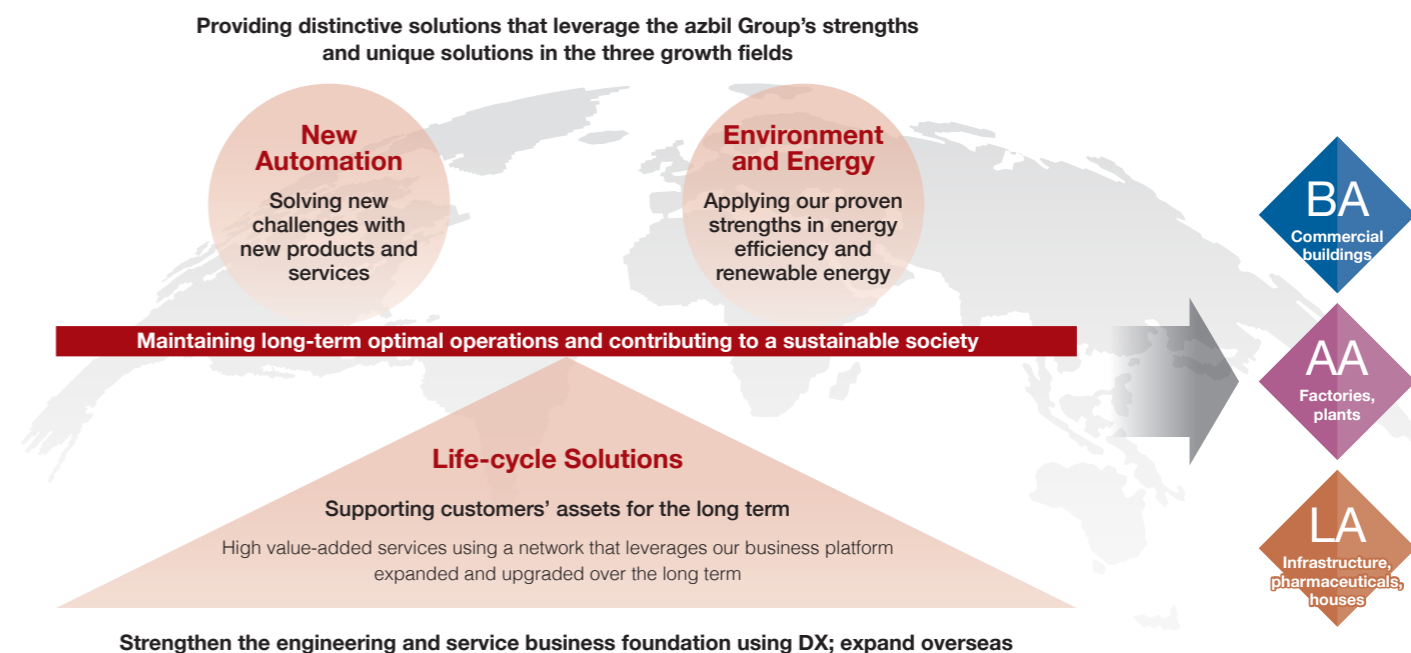 Providing distinctive solutions that leverage the azbil Group’s strengths
and unique solutions in the three growth fields
New
Automation
Solving new
challenges with
new products and
services
Environment
and Energy
Applying our proven
strengths in energy
efficiency and
renewable energy
Maintaining long-term optimal operations and contributing to a sustainable society
Life-cycle Solutions
Supporting customers’ assets for the long term
High value-added services using a network that leverages our business platform
expanded and upgraded over the long term
Strengthen the engineering and service business foundation using DX; expand overseas
BA
Commercial
buildings
AA
Factories,
plants
LA
Infrastructure,
pharmaceuticals,
houses